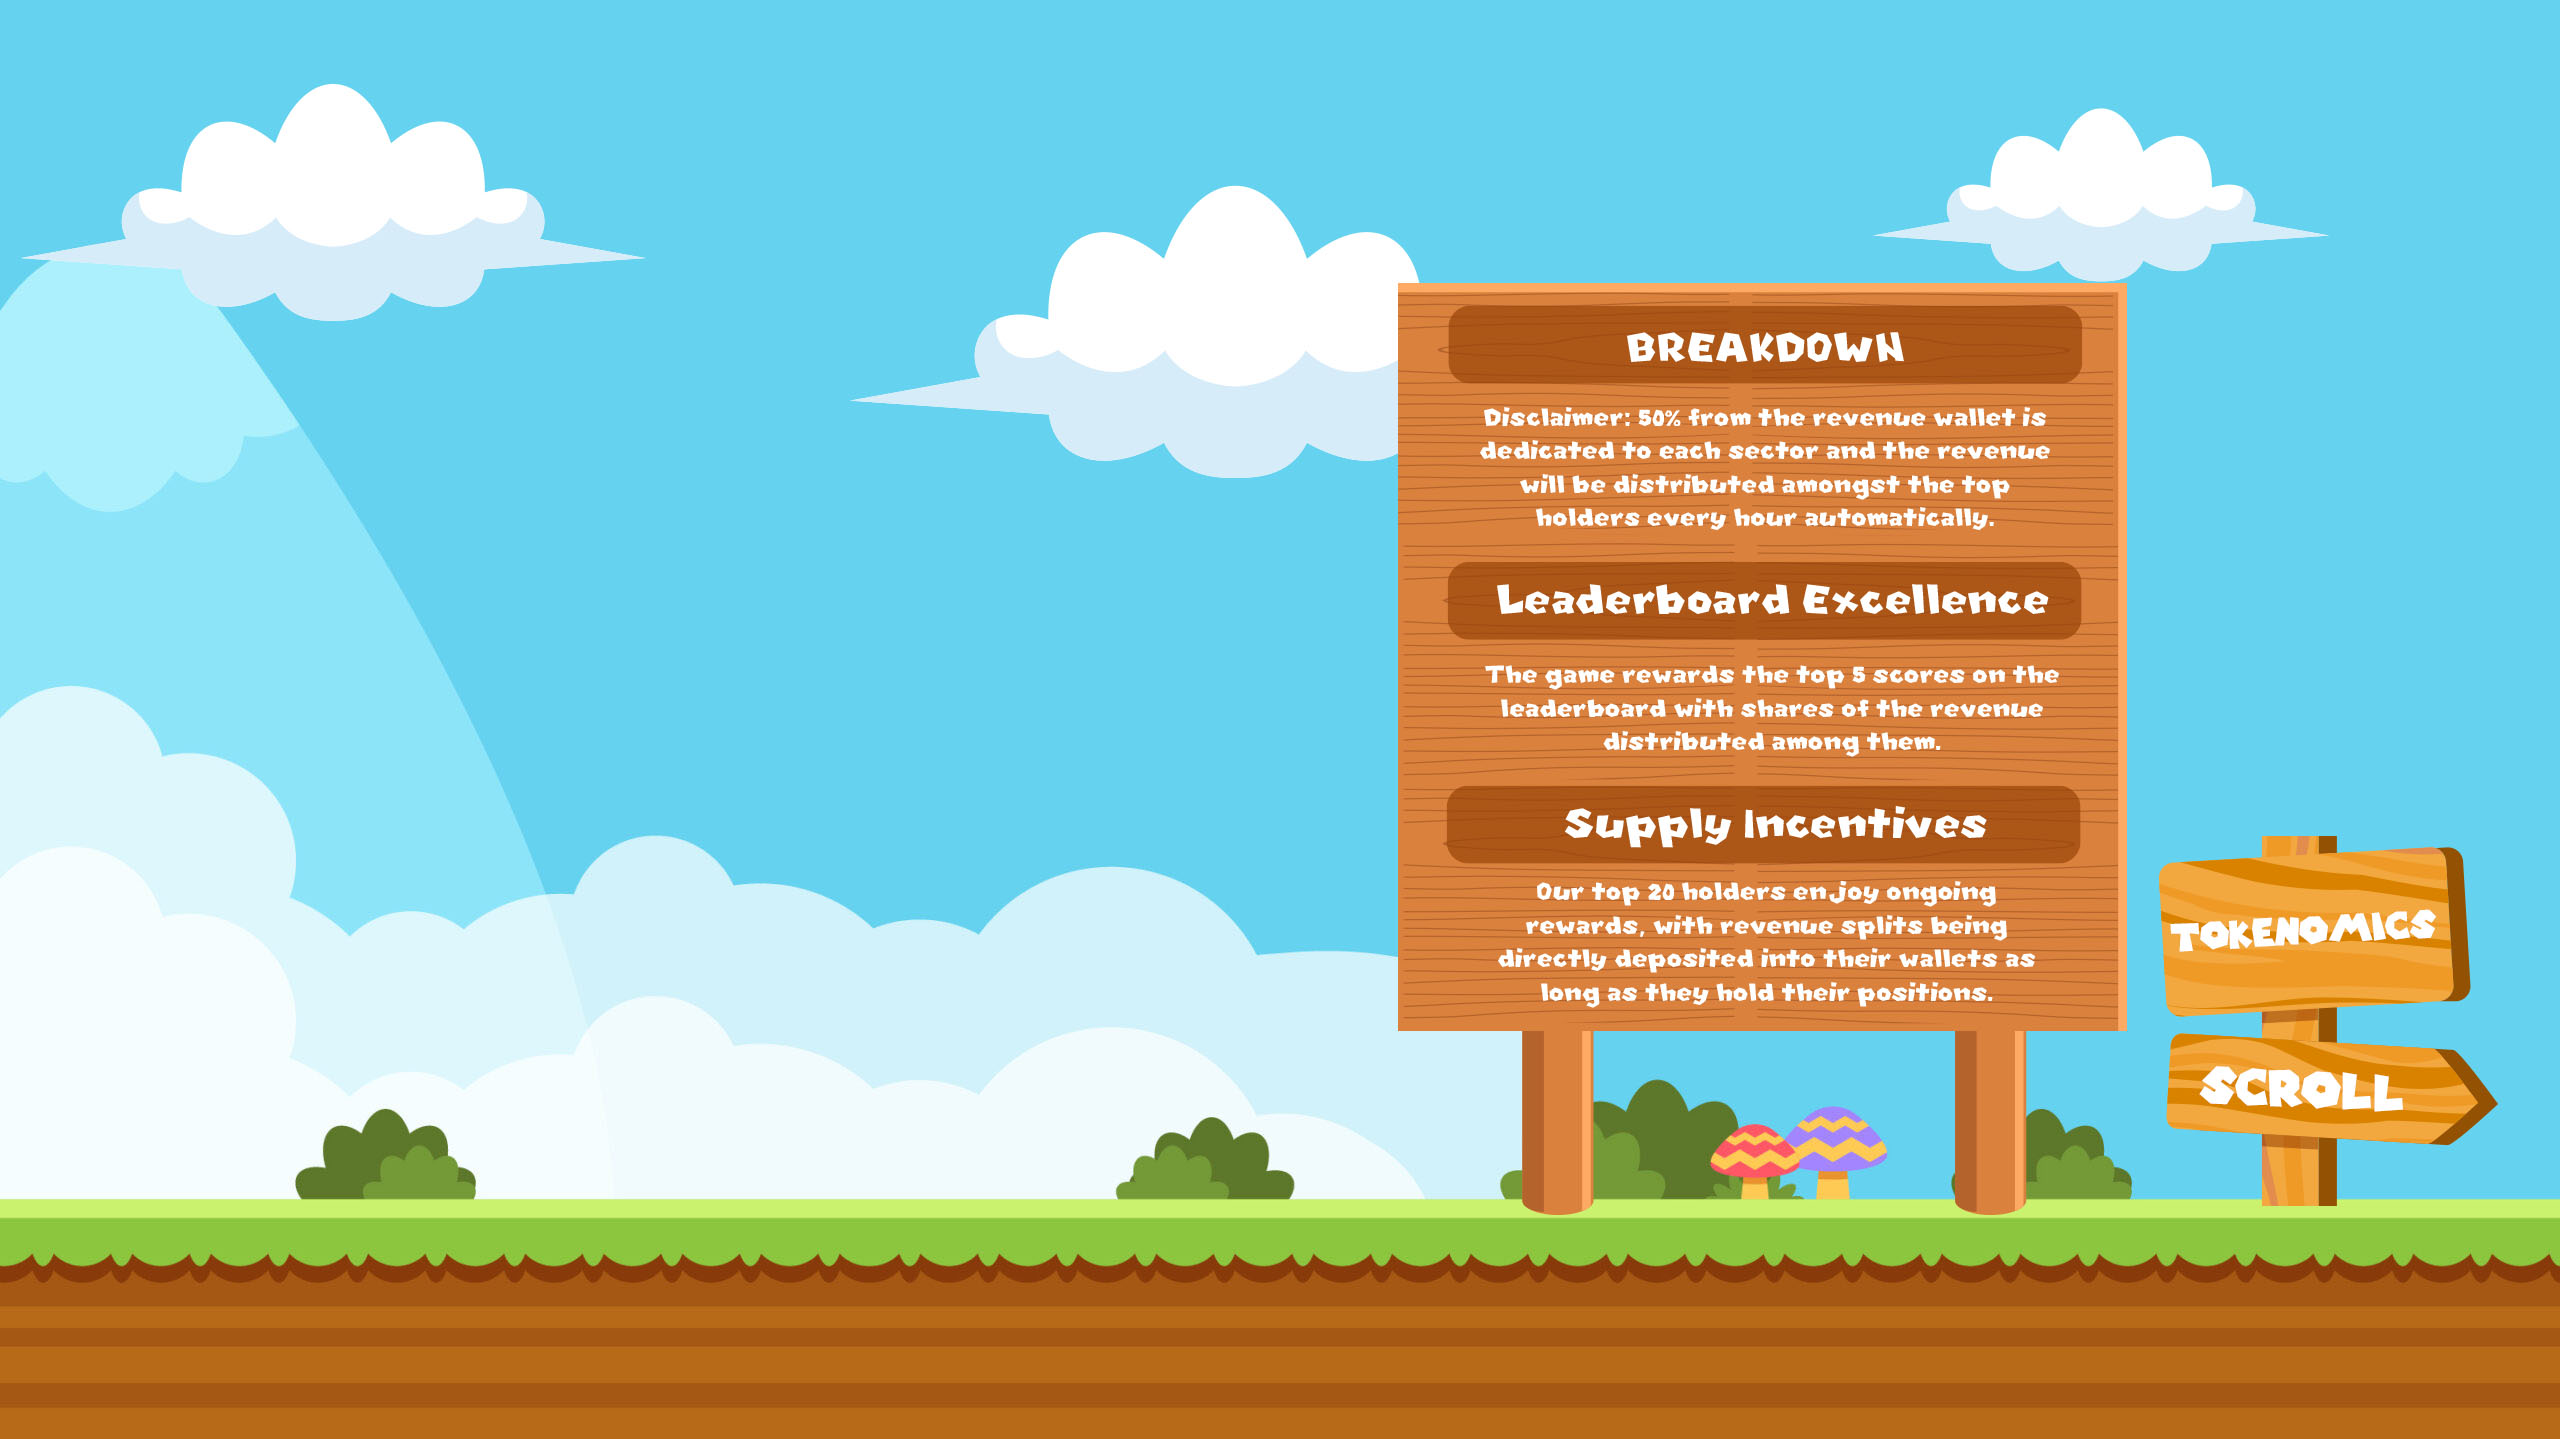 BREAKDOWN
Disclaimer: 50% from the revenue wallet is
dedicated to each sector and the revenue
will be distributed amongst the top
holders every hour automatically.
Leaderboard Excellence
The game rewards the top 5 scores on the
leaderboard with shares of the revenue
distributed among them.
Supply Incentives
Our top 20 holders enjoy ongoing
rewards, with revenue splits being
directly deposited into their wallets as
long as they hold their positions.
TOKENOMICS
SCROLL